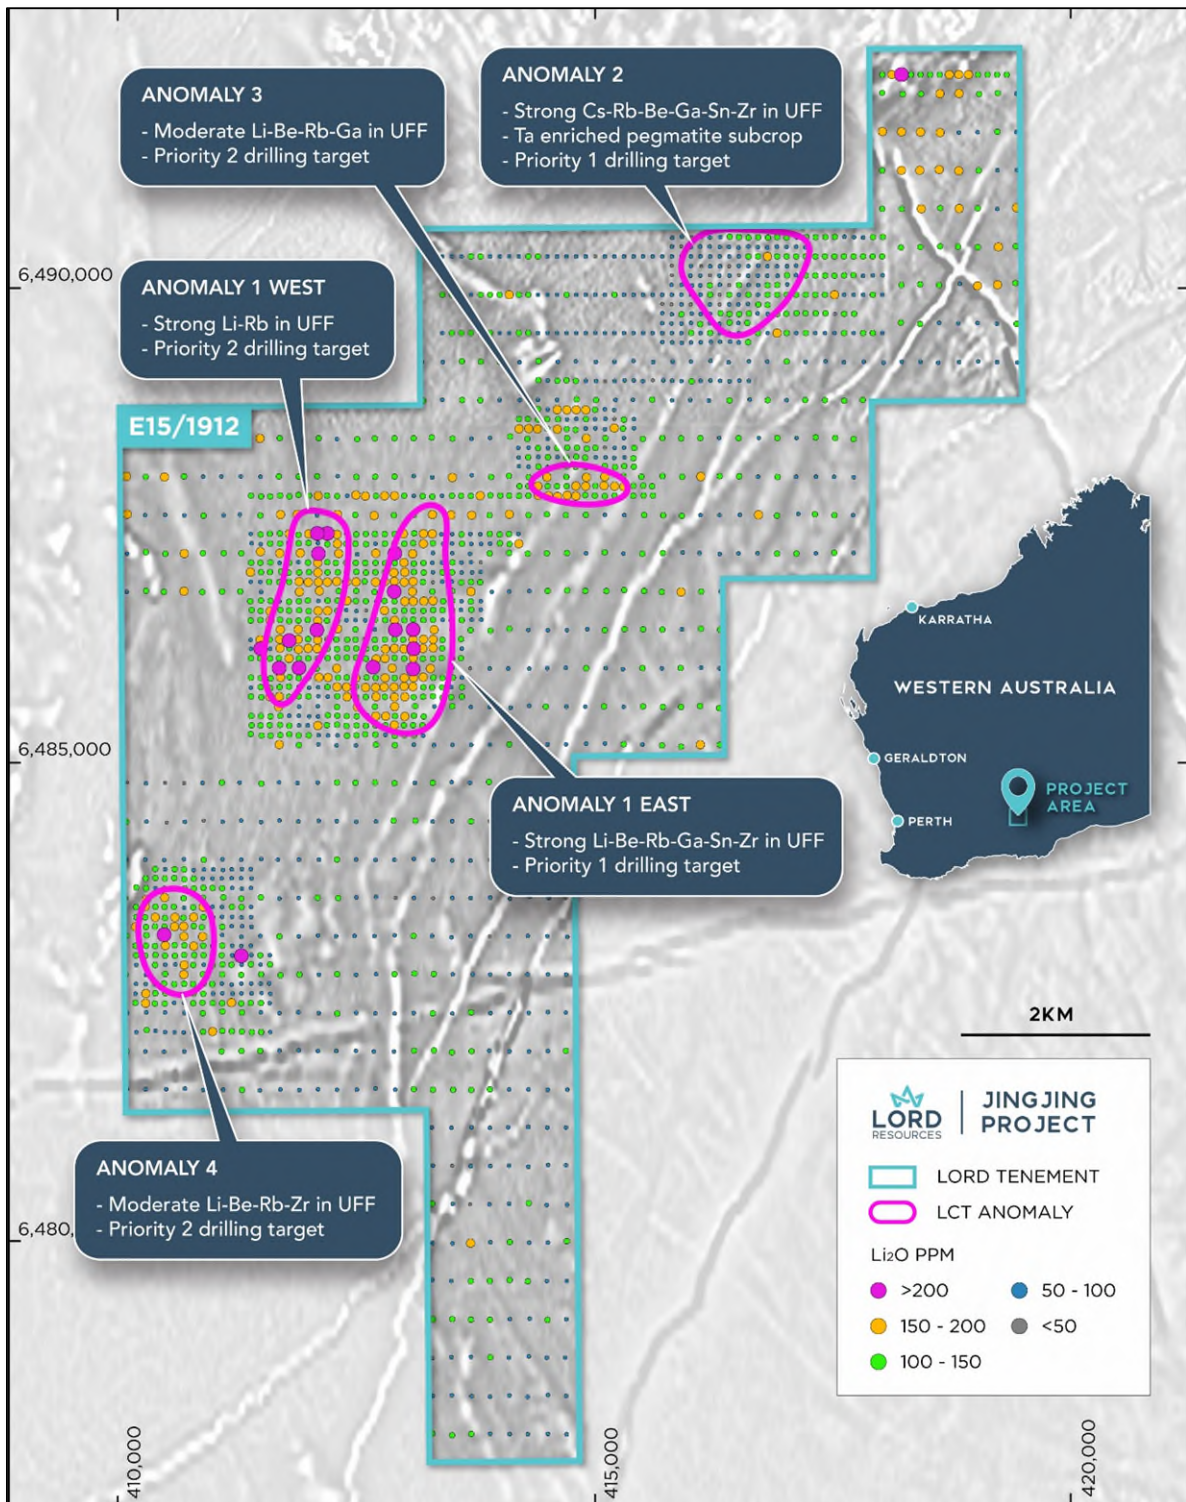 ANOMALY 3
- Moderate Li-Be-Rb-Ga in UFF
- Priority 2 drilling target
ANOMALY 2
- Strong Cs-Rb-Be-Ga-Sn-Zr in UFF
- Ta enriched pegmatite subcrop
- Priority 1 drilling target
6,490,000
ANOMALY 1 WEST
- Strong Li-Rb in UFF
- Priority 2 drilling target
E15/1912
KARRATHA
WESTERN AUSTRALIA
6,485,000
GERALDTON
PROJECT
AREA
PERTH
ANOMALY 1 EAST
- Strong Li-Be-Rb-Ga-Sn-Zr in UFF
- Priority 1 drilling target
2KM
ANOMALY 4
- Moderate Li-Be-Rb-Zr in UFF
- Priority 2 drilling target
6,480,
LORD
RESOURCES
JINGJING
PROJECT
LORD TENEMENT
LCT ANOMALY
Li₂O PPM
>200
50 - 100
150 - 200
<50
100 - 150
410,000
415,000
420,000